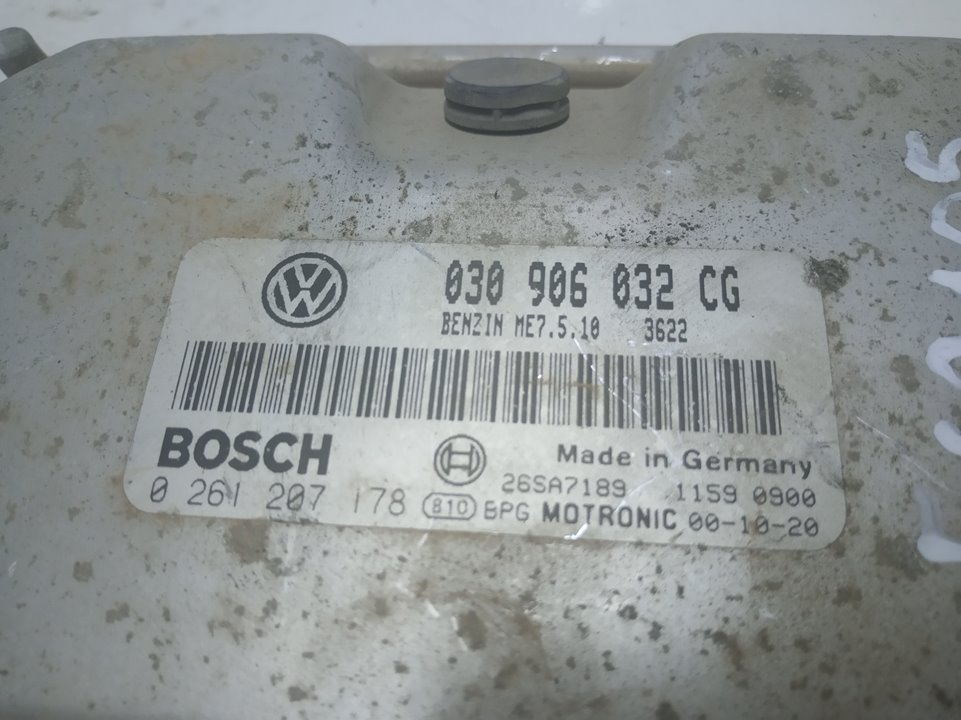 030 906 032 CG
BENZIN ME7.5.10 3622
BOSCH
Made in Germany
26SA7189 1159 0900
0 261 207 178 810 BPG MOTRONIC 00-10-20